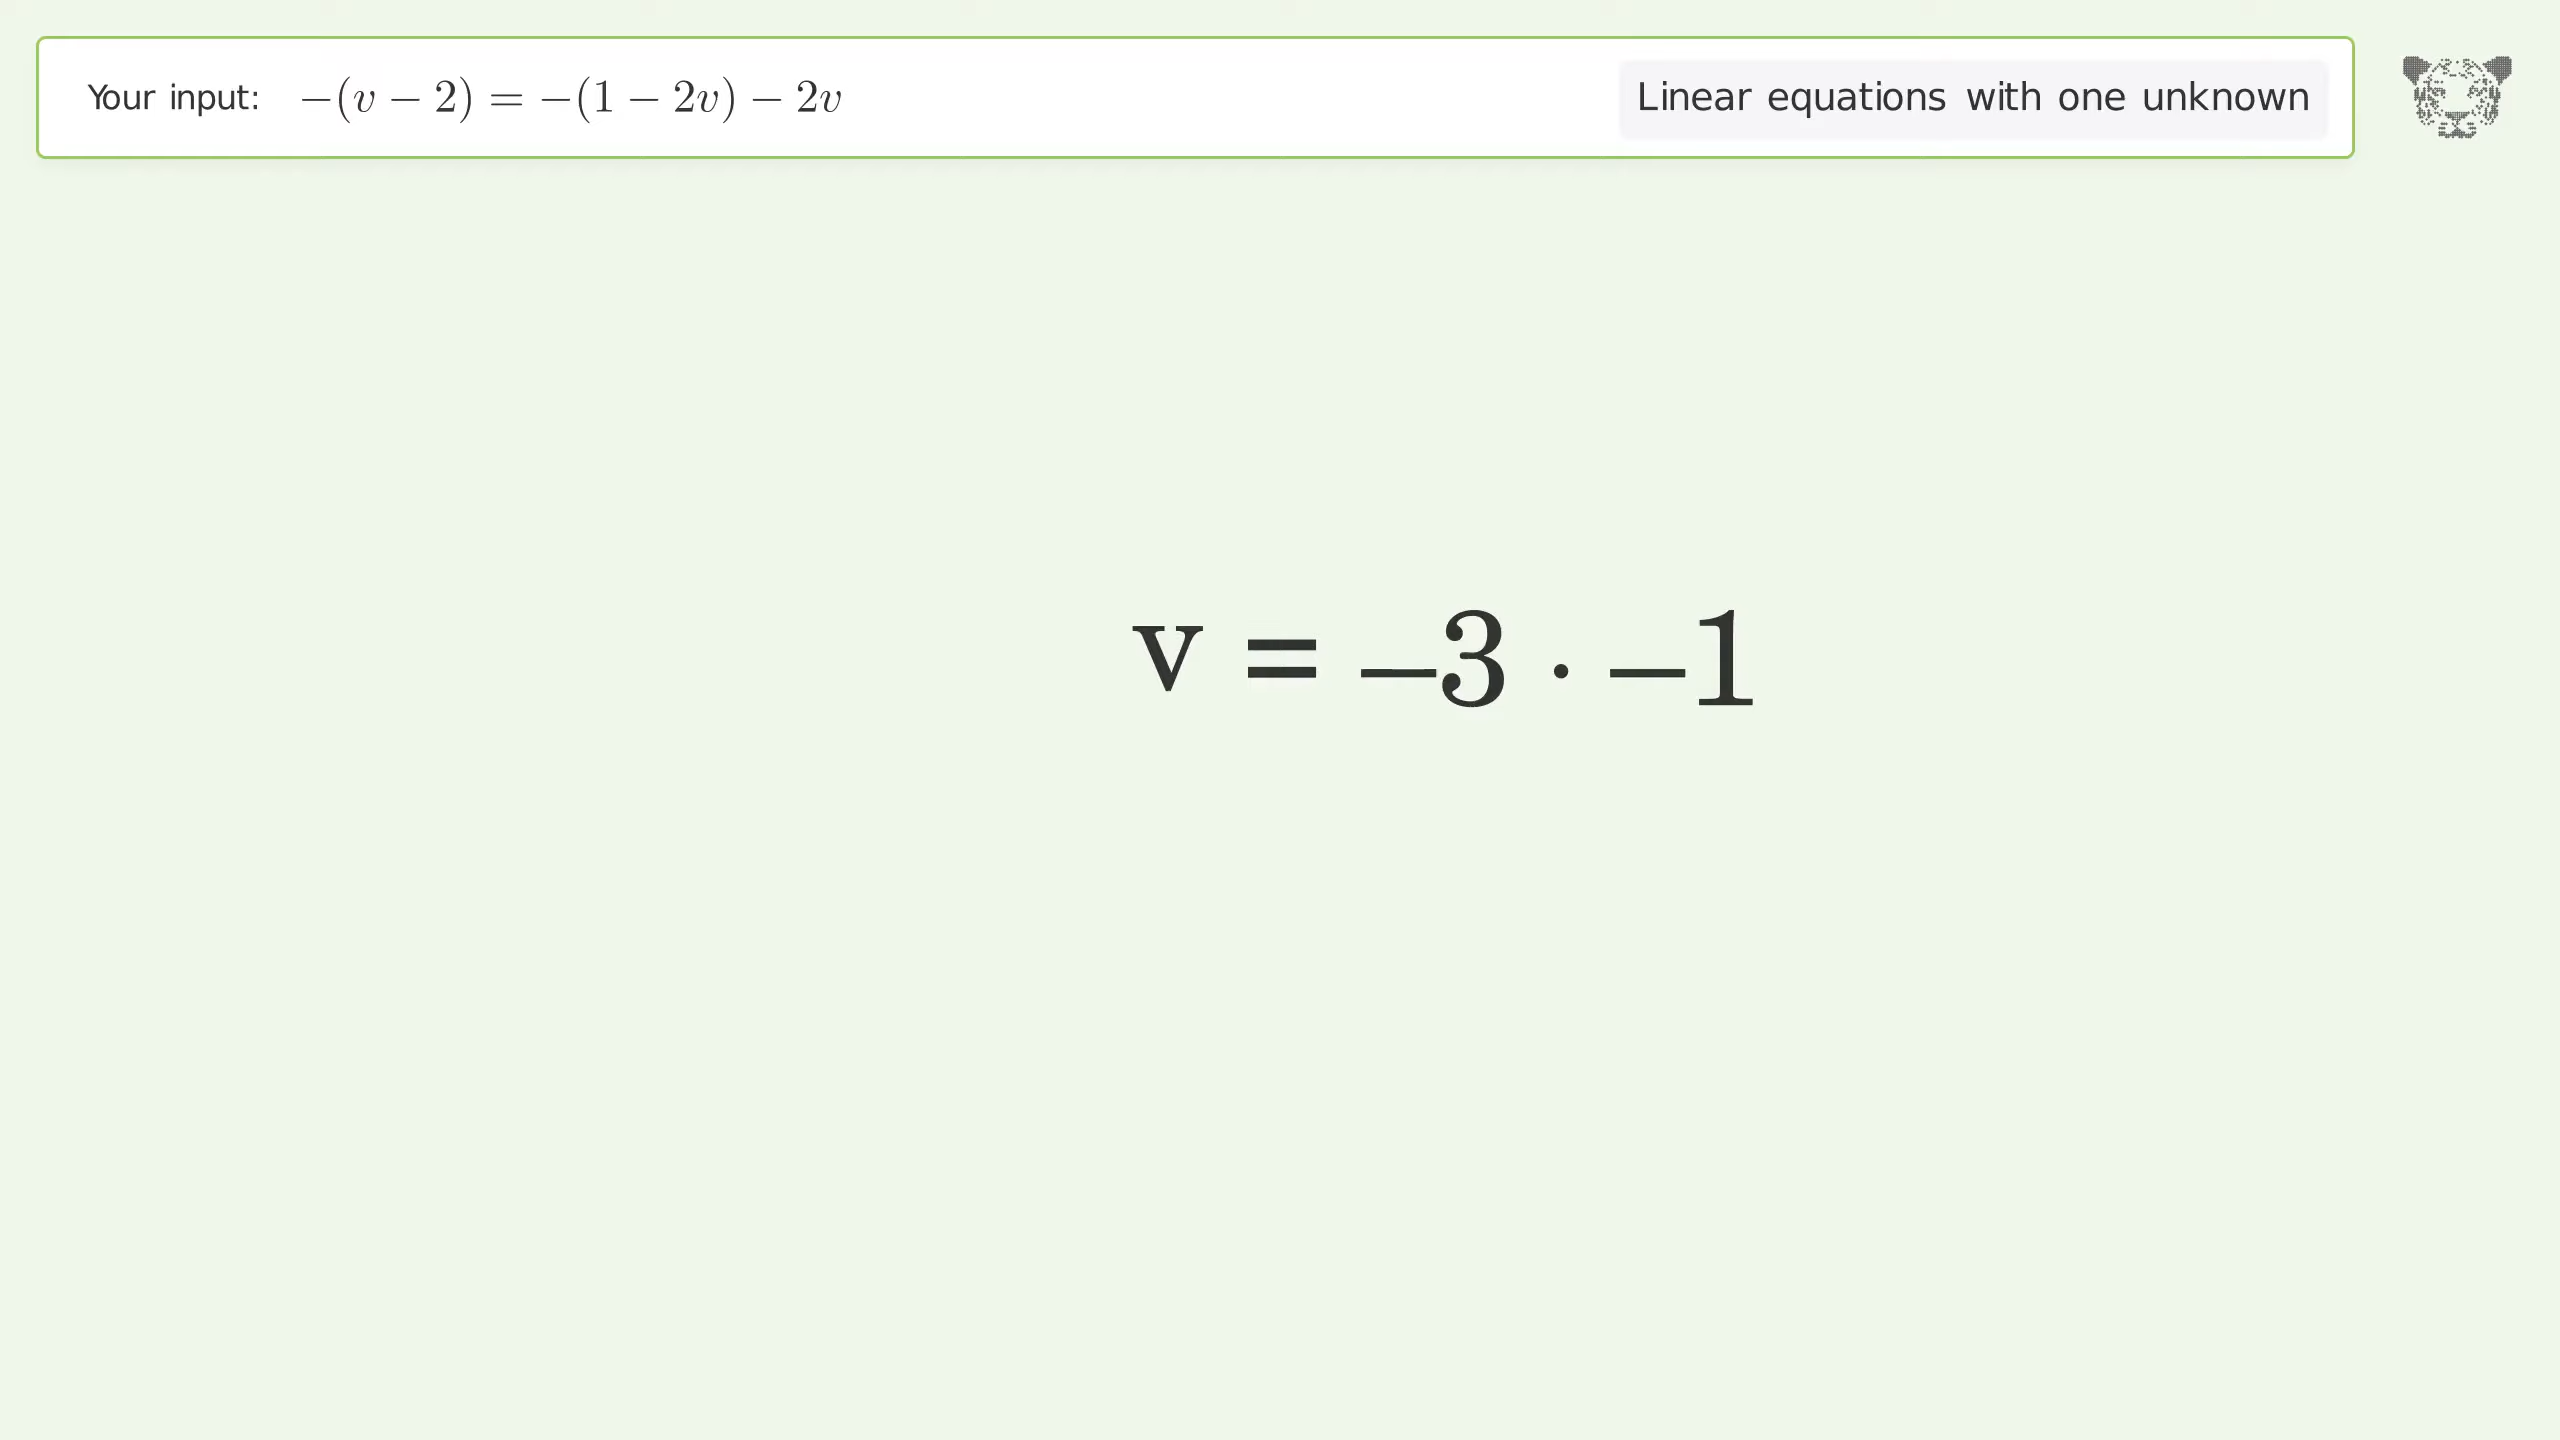 Your input: −(v − 2) = −(1 − 2v) − 2v
Linear equations with one unknown
v = −3 · −1